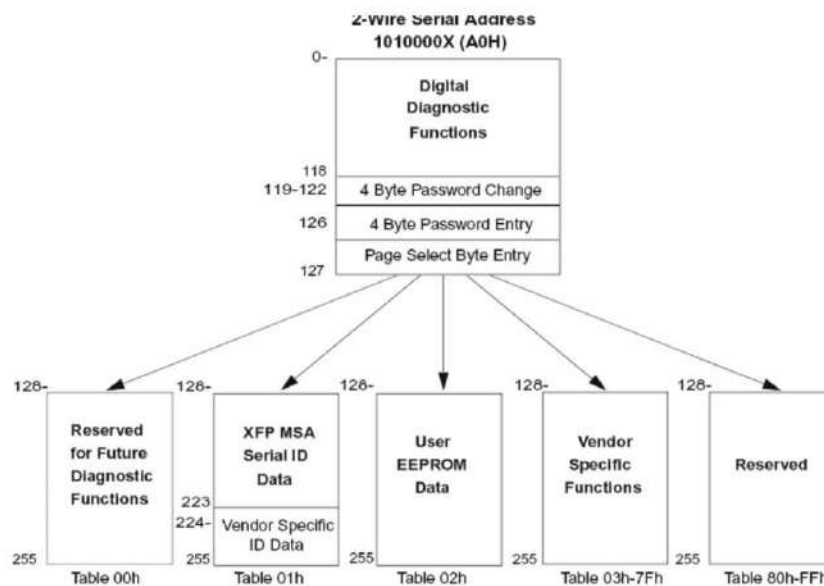 2-Wire Serial Address
1010000X (A0H)
0-
Digital
Diagnostic
Functions
118
119-122
4 Byte Password Change
126
4 Byte Password Entry
Page Select Byte Entry
127
128-
128-
128-
128-
128-
Reserved
for Future
Diagnostic
Functions
XFP MSA
Serial ID
Data
User
EEPROM
Data
Vendor
Specific
Functions
Reserved
223
224-
Vendor Specific
ID Data
255
255
255
255
255
Table 00h
Table 01h
Table 02h
Table 03h-7Fh
Table 80h-FFh